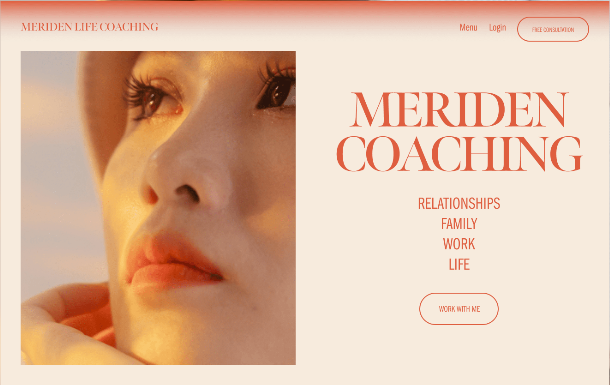 MERIDEN LIFE COACHING
Menu Login FREE CONSULTATION
MERIDEN
COACHING
RELATIONSHIPS
FAMILY
WORK
LIFE
WORK WITH ME